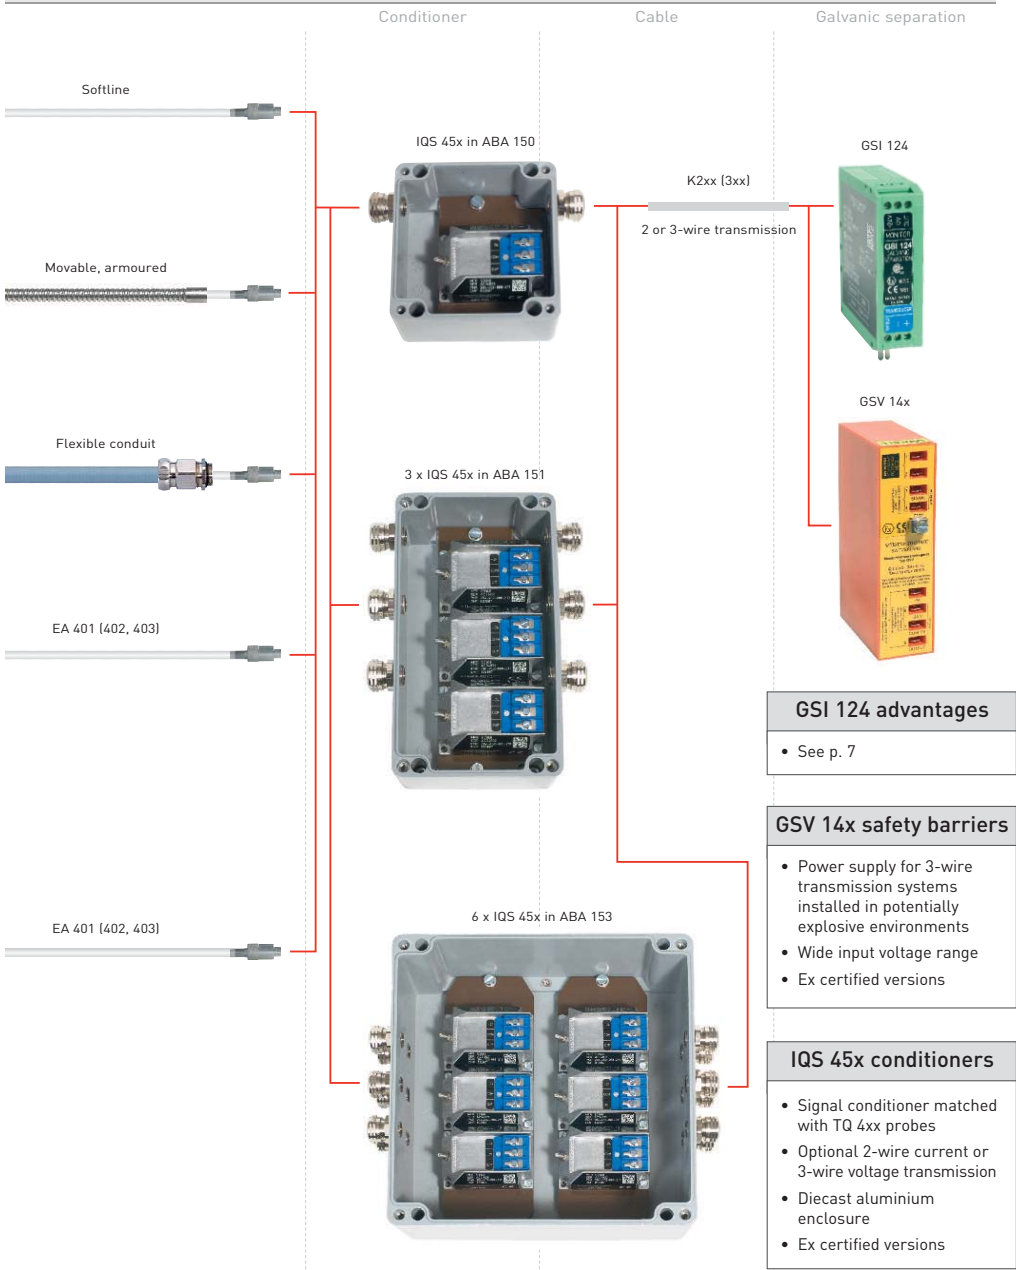 Conditioner
Cable
Galvanic separation
Softline
IQS 45x in ABA 150
GSI 124
K2xx (3xx)
2 or 3-wire transmission
MONITOR
GSI 124
Movable, armoured
GSV 14x
Flexible conduit
3 x IQS 45x in ABA 151
EA 401 (402, 403)
GSI 124 advantages
• See p. 7
GSV 14x safety barriers
• Power supply for 3-wire
transmission systems
installed in potentially
explosive environments
• Wide input voltage range
• Ex certified versions
6 x IQS 45x in ABA 153
EA 401 (402, 403)
IQS 45x conditioners
• Signal conditioner matched
with TQ 4xx probes
• Optional 2-wire current or
3-wire voltage transmission
• Diecast aluminium
enclosure
• Ex certified versions